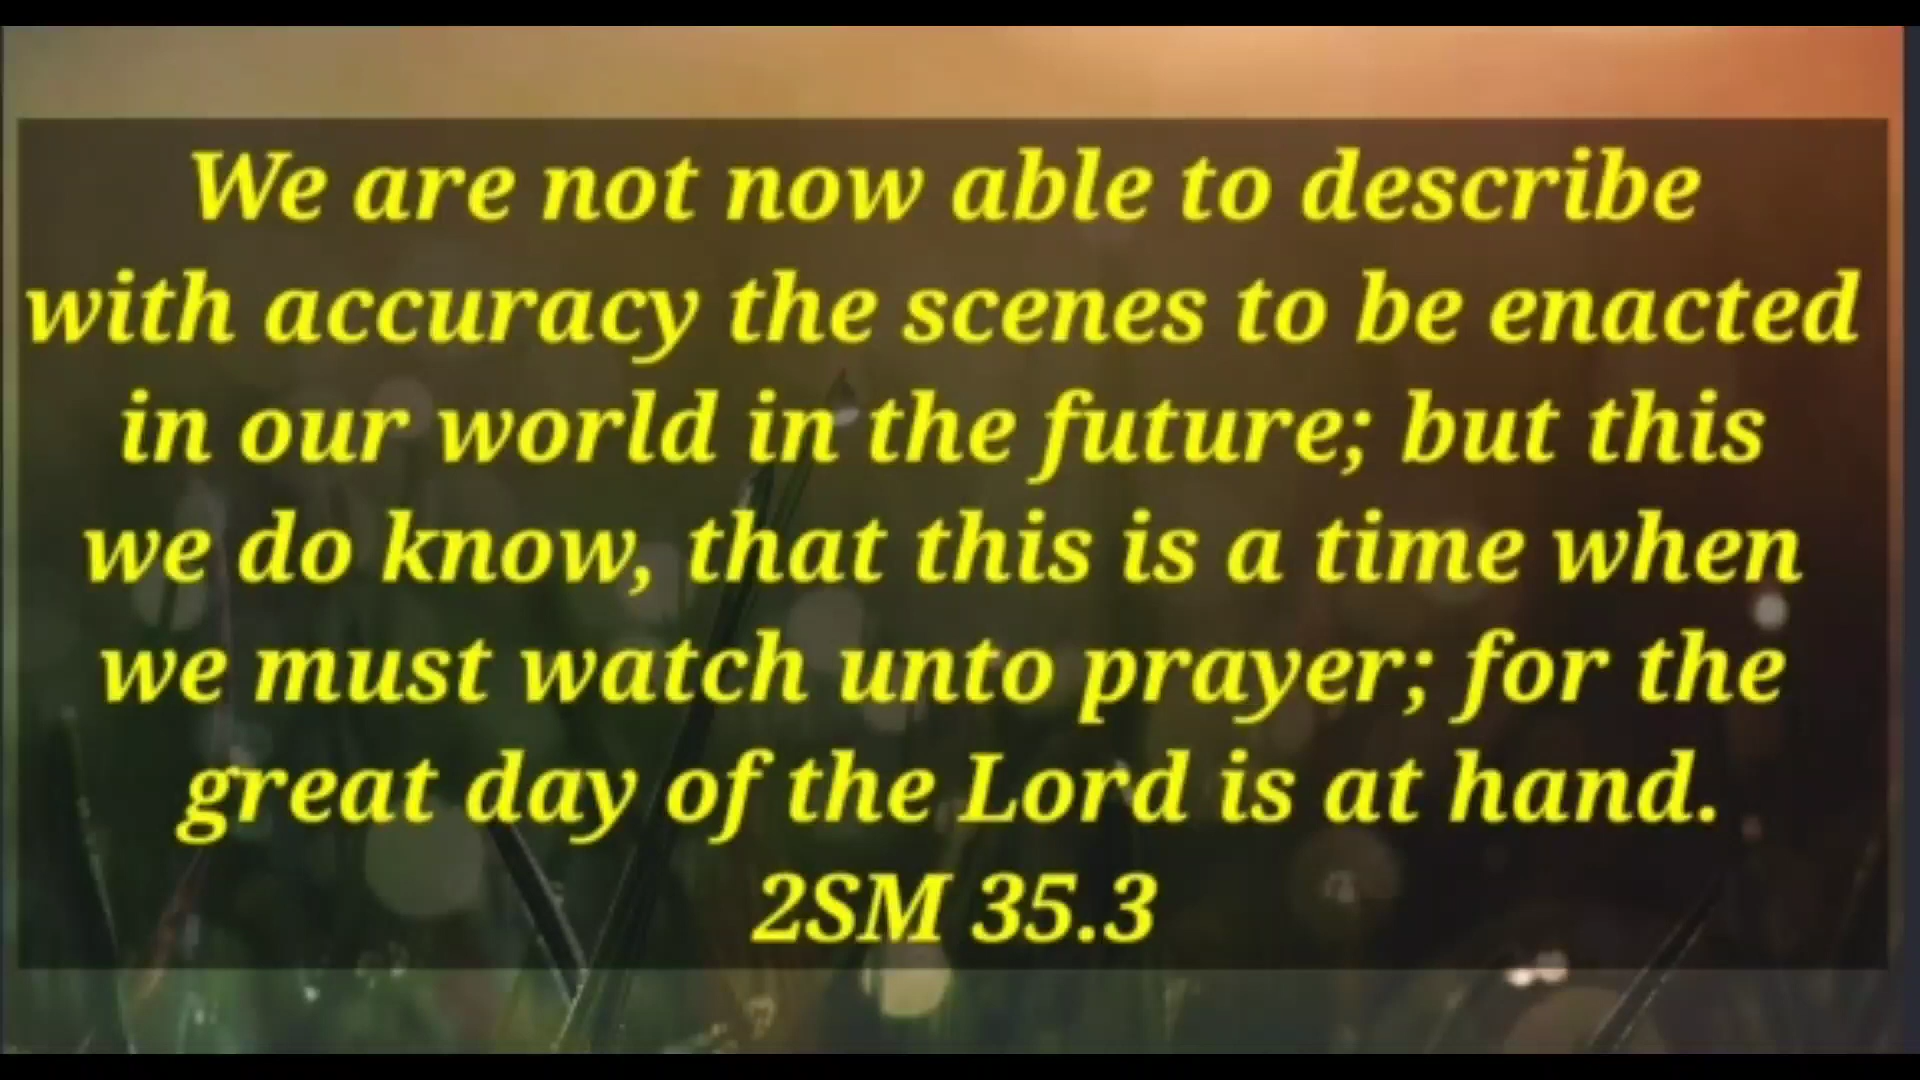 We are not now able to describe
with accuracy the scenes to be enacted
in our world in the future; but this
we do know, that this is a time when
we must watch unto prayer; for the
great day of the Lord is at hand.
2SM 35.3